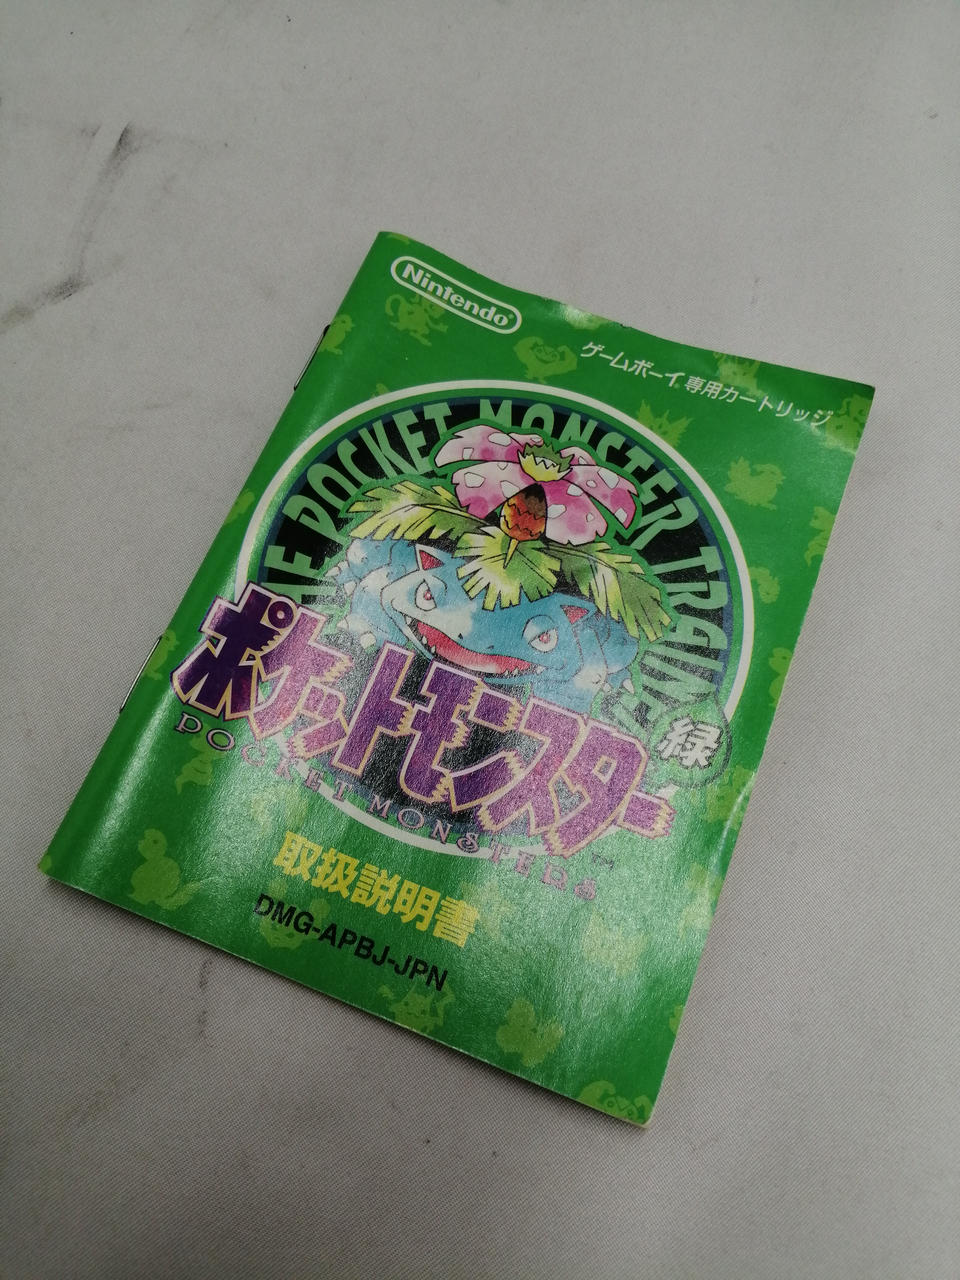 Nintendo
ゲームボーイ専用カートリッジ
THE POCKET MONSTER TRAINER
ポケットモンスター
緑
POCKET MONSTERS
TM
取扱説明書
DMG-APBJ-JPN